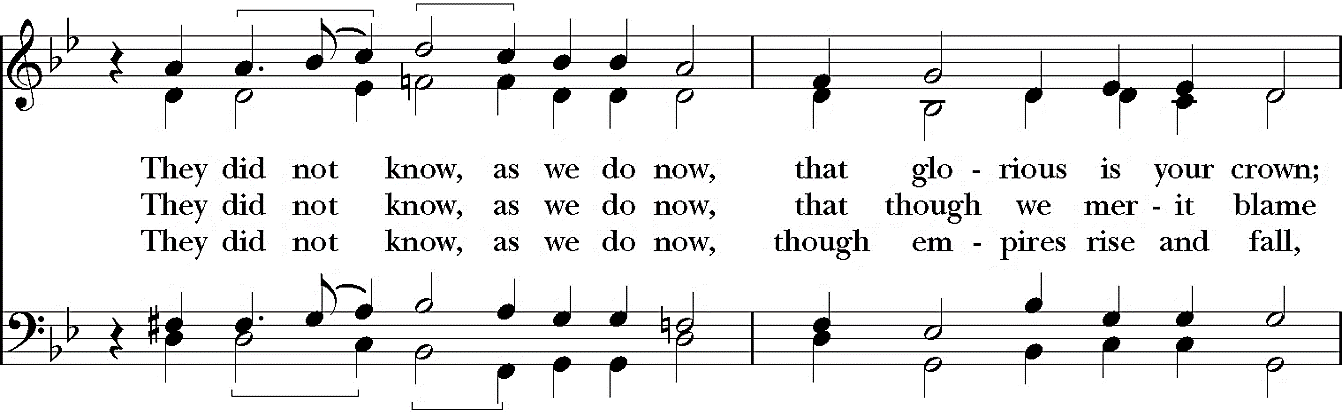 They did not know, as we do now, that glo - rious is your crown;
They did not know, as we do now, that though we mer - it blame
They did not know, as we do now, though em - pires rise and fall,